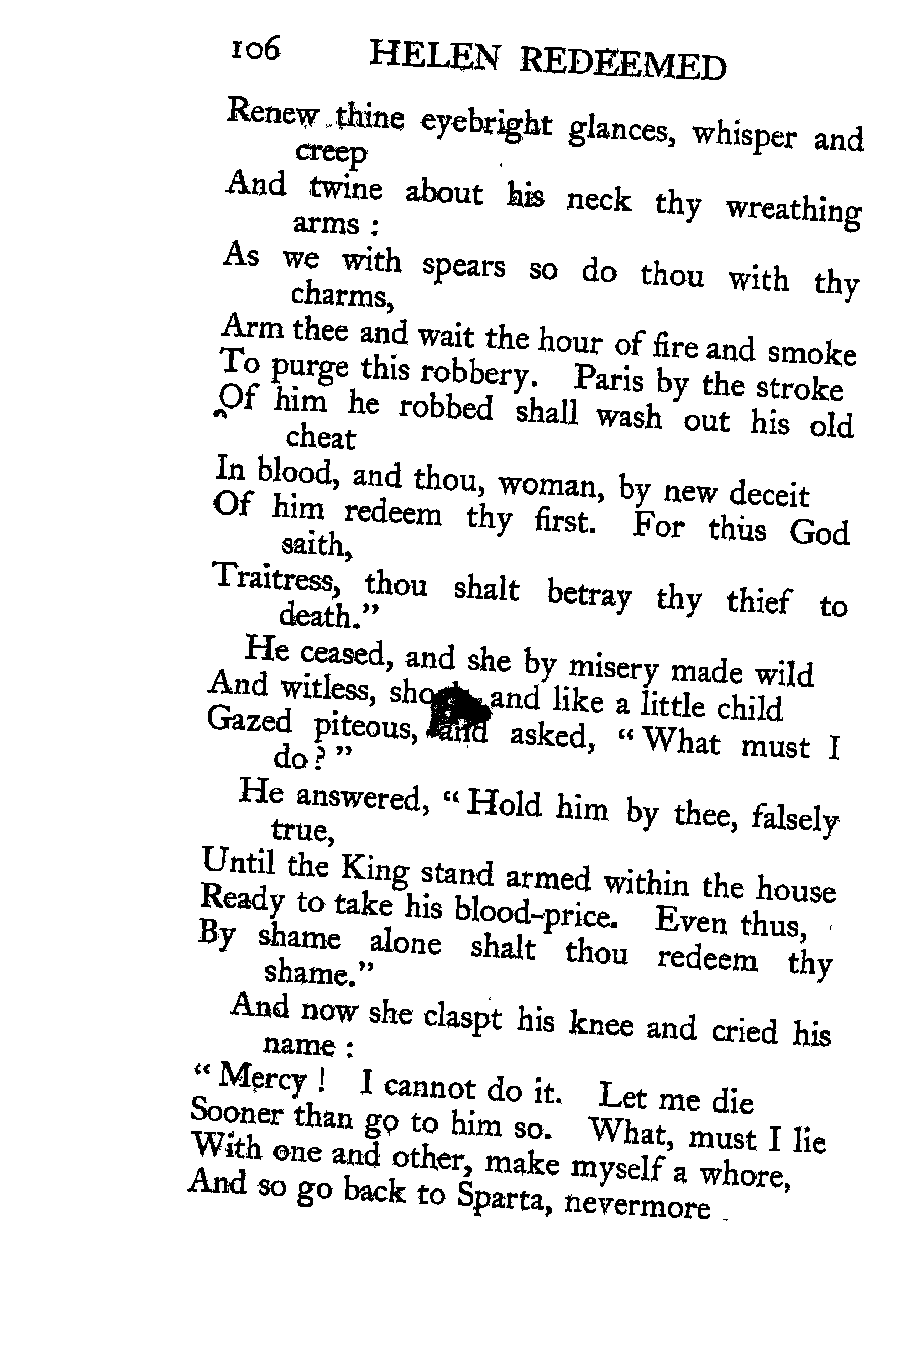 106 HELEN REDEEMED
Renew thine eyebright glances, whisper and
creep
And twine about his neck thy wreathing
arms :
As we with spears so do thou with thy
charms,
Arm thee and wait the hour of fire and smoke
To purge this robbery. Paris by the stroke
Of him he robbed shall wash out his old
cheat
In blood, and thou, woman, by new deceit
Of him redeem thy first. For thus God
saith,
Traitress, thou shalt betray thy thief to
death.”
He ceased, and she by misery made wild
And witless, and like a little child
Gazed piteous, and asked, “ What must I
do ? ”
He answered, “ Hold him by thee, falsely
true,
Until the King stand armed within the house
Ready to take his blood-price. Even thus,
By shame alone shalt thou redeem thy
shame.”
And now she claspt his knee and cried his
name :
“ Mercy ! I cannot do it. Let me die
Sooner than go to him so. What, must I lie
With one and other, make myself a whore,
And so go back to Sparta, nevermore